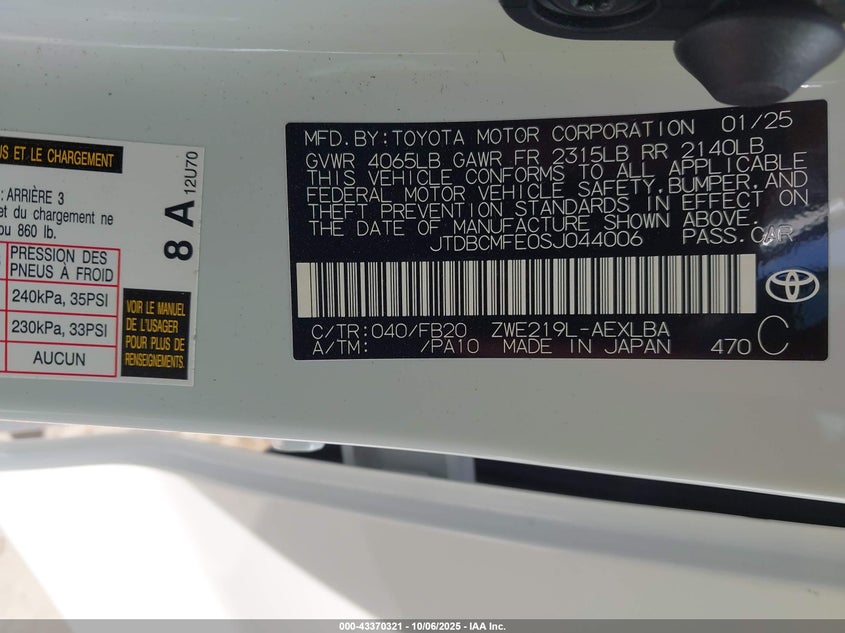 US ET LE CHARGEMENT
: ARRIÈRE 3
et du chargement ne
ou 860 lb.
PRESSION DES
PNEUS À FROID
240kPa, 35PSI
230kPa, 33PSI
AUCUN
VOIR LE MANUEL
DE L'USAGER
POUR PLUS DE
RENSEIGNEMENTS
8 A
12U70
MFD.BY:TOYOTA MOTOR CORPORATION 01/25
GVWR 4065LB GAWR FR 2315LB RR 2140LB
THIS VEHICLE CONFORMS TO ALL APPLICABLE
FEDERAL MOTOR VEHICLE SAFETY,BUMPER,AND
THEFT PREVENTION STANDARDS IN EFFECT ON
THE DATE OF MANUFACTURE SHOWN ABOVE.
JTDBCMFE0SJ044006 PASS.CAR
C/TR:040/FB20 ZWE219L-AEXLBA
A/TM: /PA10 MADE IN JAPAN 470 C
000-43370321 - 10/06/2025 - IAA Inc.